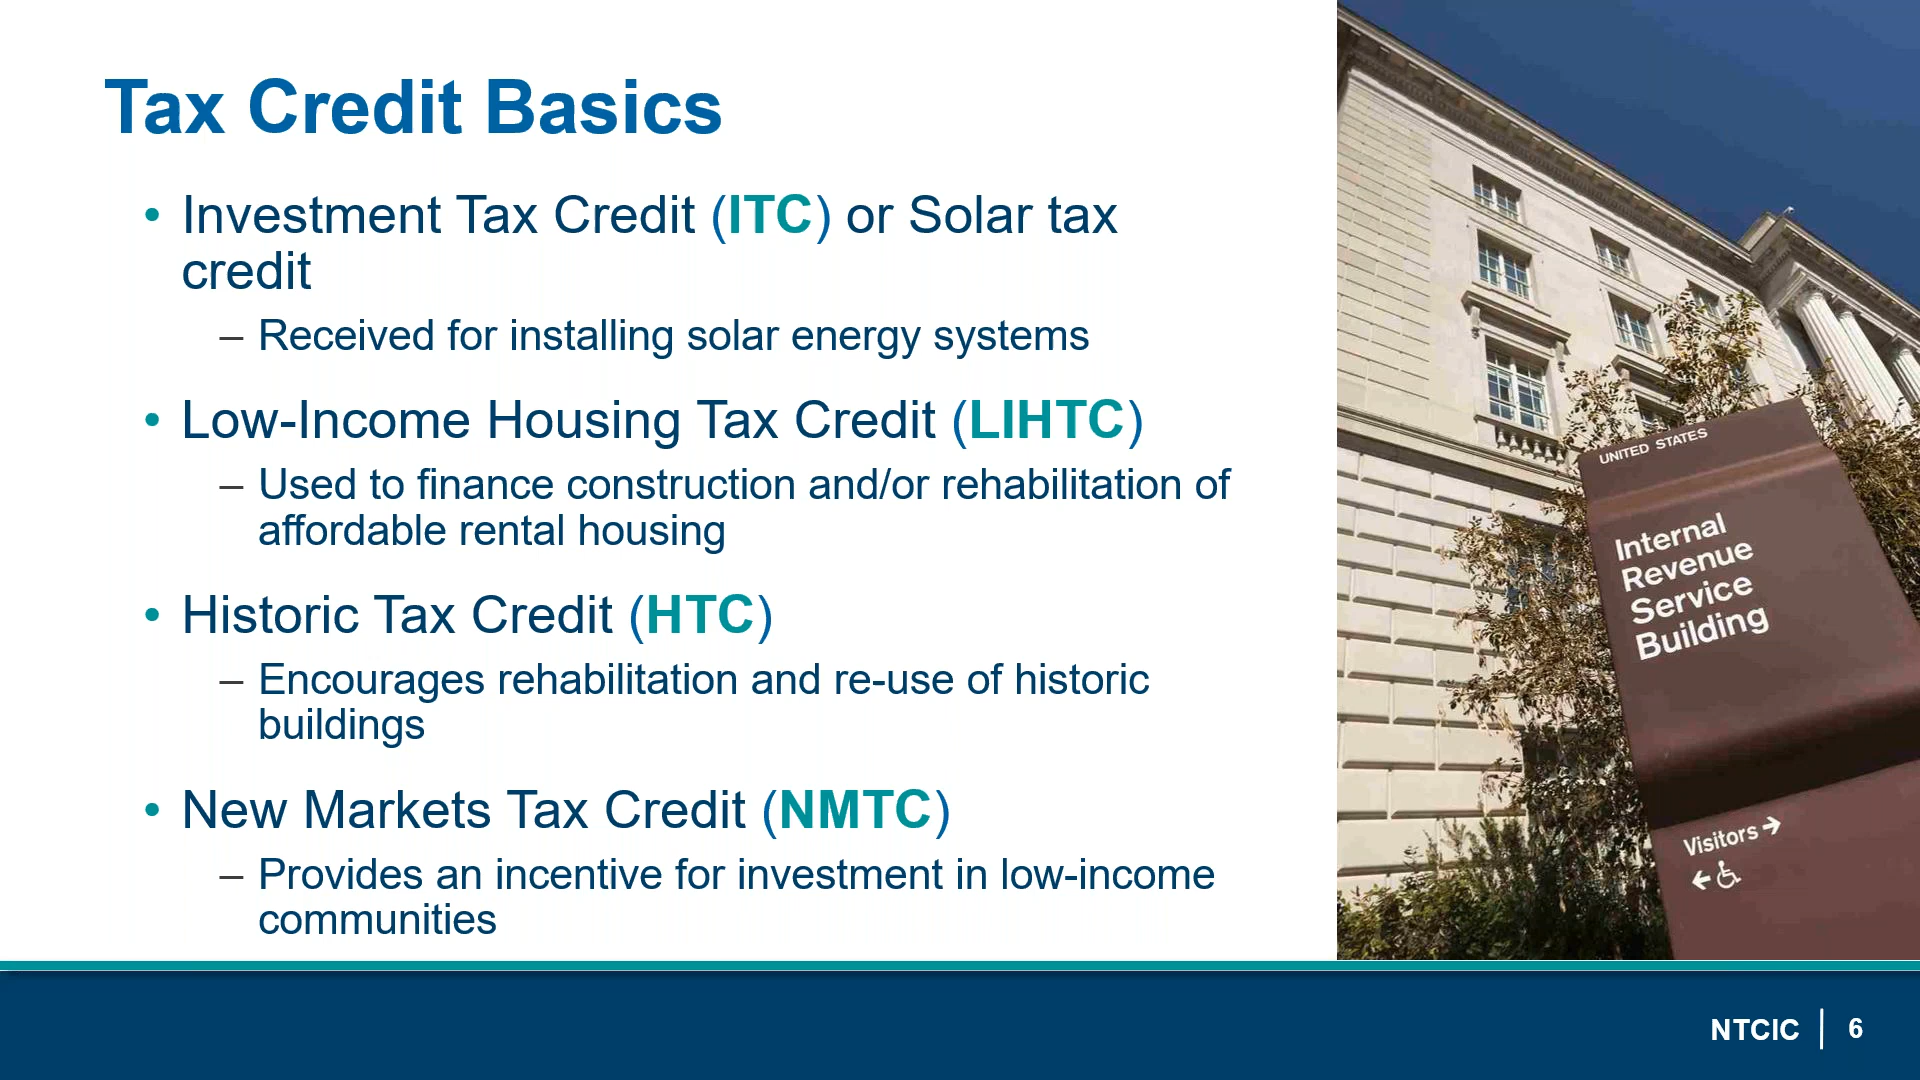 Tax Credit Basics
• Investment Tax Credit (ITC) or Solar tax
credit
– Received for installing solar energy systems
• Low-Income Housing Tax Credit (LIHTC)
– Used to finance construction and/or rehabilitation of
affordable rental housing
• Historic Tax Credit (HTC)
– Encourages rehabilitation and re-use of historic
buildings
• New Markets Tax Credit (NMTC)
– Provides an incentive for investment in low-income
communities
UNITED STATES
Internal
Revenue
Service
Building
Visitors →
←
NTCIC | 6